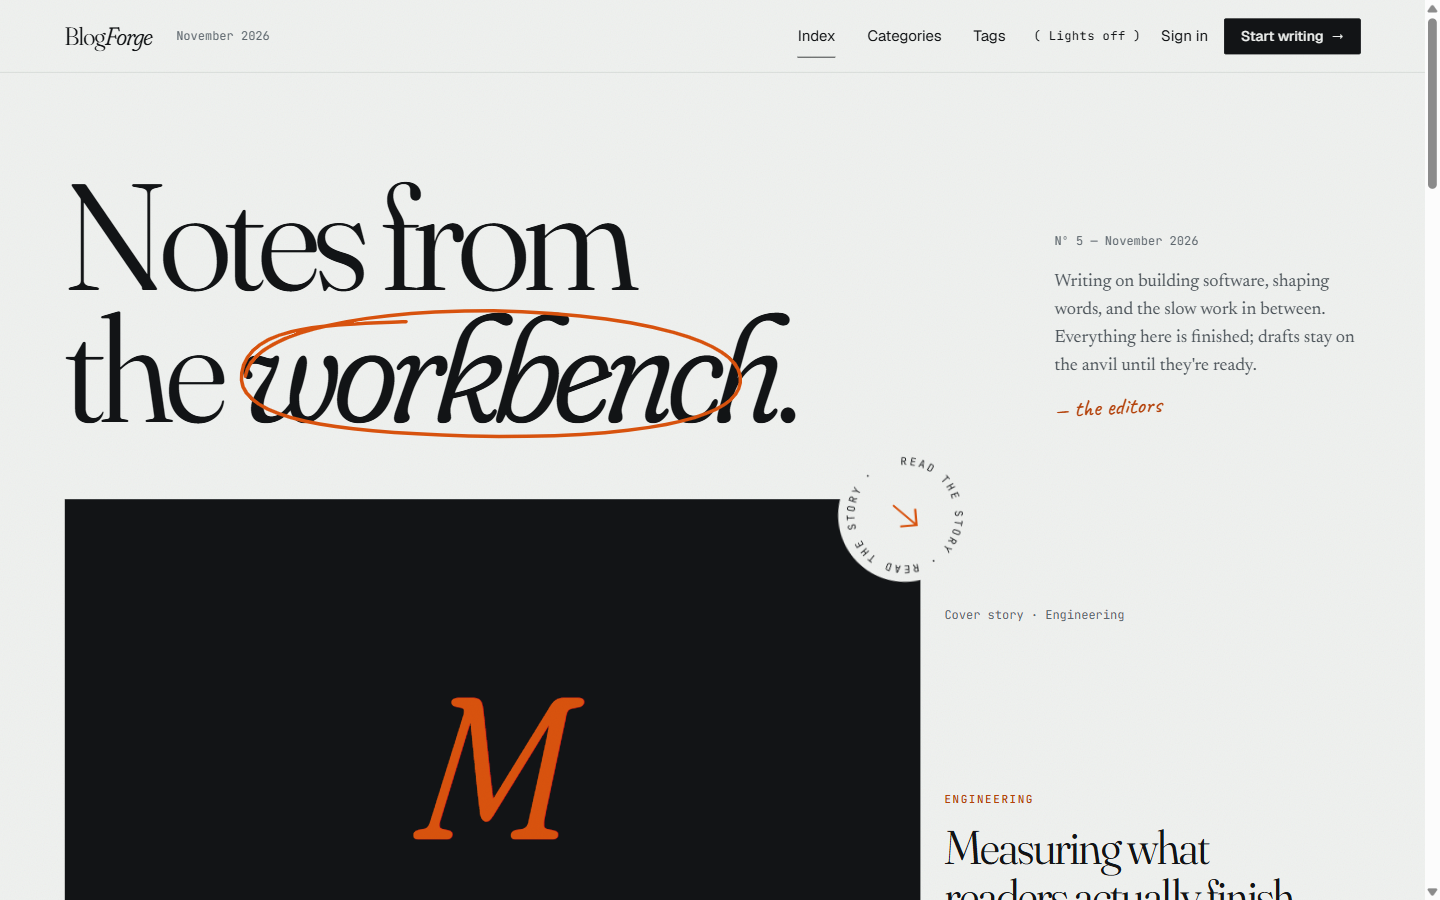 BlogForge
November 2026
Index
Categories
Tags
( Lights off )
Sign in
Start writing →
Notes from
the workbench.
N° 5 — November 2026
Writing on building software, shaping
words, and the slow work in between.
Everything here is finished; drafts stay on
the anvil until they're ready.
— the editors
READ THE STORY · READ THE STORY ·
Cover story · Engineering
M
ENGINEERING
Measuring what
readers actually finish